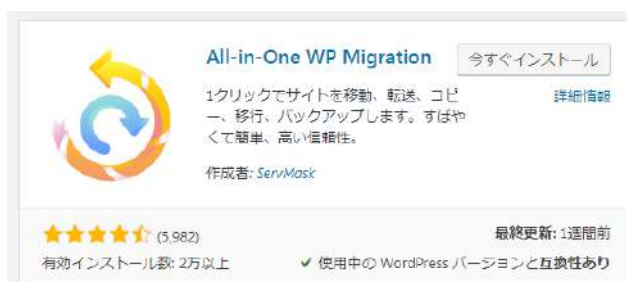 All-in-One WP Migration
今すぐインストール
1クリックでサイトを移動、転送、コピ
ー、移行、バックアップします。すばや
くて簡単、高い信頼性。
詳細情報
作成者: ServMask
(5,982)
最終更新: 1週間前
有効インストール数: 2万以上
✔ 使用中の WordPress バージョンと互換性あり